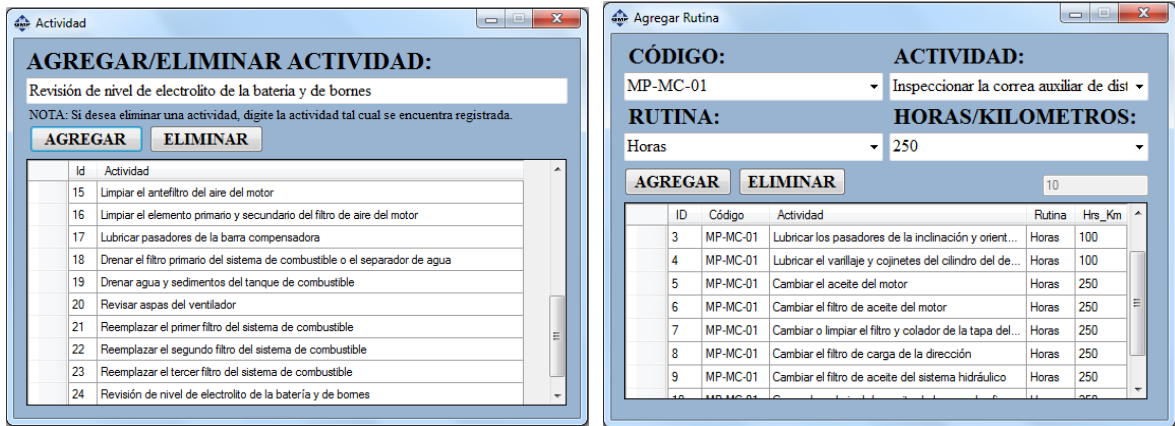 Actividad
AGREGAR/ELIMINAR ACTIVIDAD:
Revisión de nivel de electrolito de la batería y de bornes
NOTA: Si desea eliminar una actividad, digite la actividad tal cual se encuentra registrada.
AGREGAR ELIMINAR
Id Actividad
15 Limpiar el antefiltro del aire del motor
16 Limpiar el elemento primario y secundario del filtro de aire del motor
17 Lubricar pasadores de la barra compensadora
18 Drenar el filtro primario del sistema de combustible o el separador de agua
19 Drenar agua y sedimentos del tanque de combustible
20 Revisar aspas del ventilador
21 Reemplazar el primer filtro del sistema de combustible
22 Reemplazar el segundo filtro del sistema de combustible
23 Reemplazar el tercer filtro del sistema de combustible
24 Revisión de nivel de electrolito de la batería y de bornes
Agregar Rutina
CÓDIGO: ACTIVIDAD:
MP-MC-01 Inspeccionar la correa auxiliar de dist
RUTINA: HORAS/KILOMETROS:
Horas 250
AGREGAR ELIMINAR 10
ID Código Actividad Rutina Hrs_Km
3 MP-MC-01 Lubricar los pasadores de la inclinación y orient... Horas 100
4 MP-MC-01 Lubricar el varillaje y cojinetes del cilindro del de... Horas 100
5 MP-MC-01 Cambiar el aceite del motor Horas 250
6 MP-MC-01 Cambiar el filtro de aceite del motor Horas 250
7 MP-MC-01 Cambiar o limpiar el filtro y colador de la tapa del... Horas 250
8 MP-MC-01 Cambiar el filtro de carga de la dirección Horas 250
9 MP-MC-01 Cambiar el filtro de aceite del sistema hidráulico Horas 250